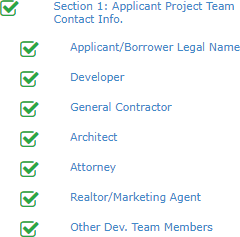 Section 1: Applicant Project Team
Contact Info.
Applicant/Borrower Legal Name
Developer
General Contractor
Architect
Attorney
Realtor/Marketing Agent
Other Dev. Team Members